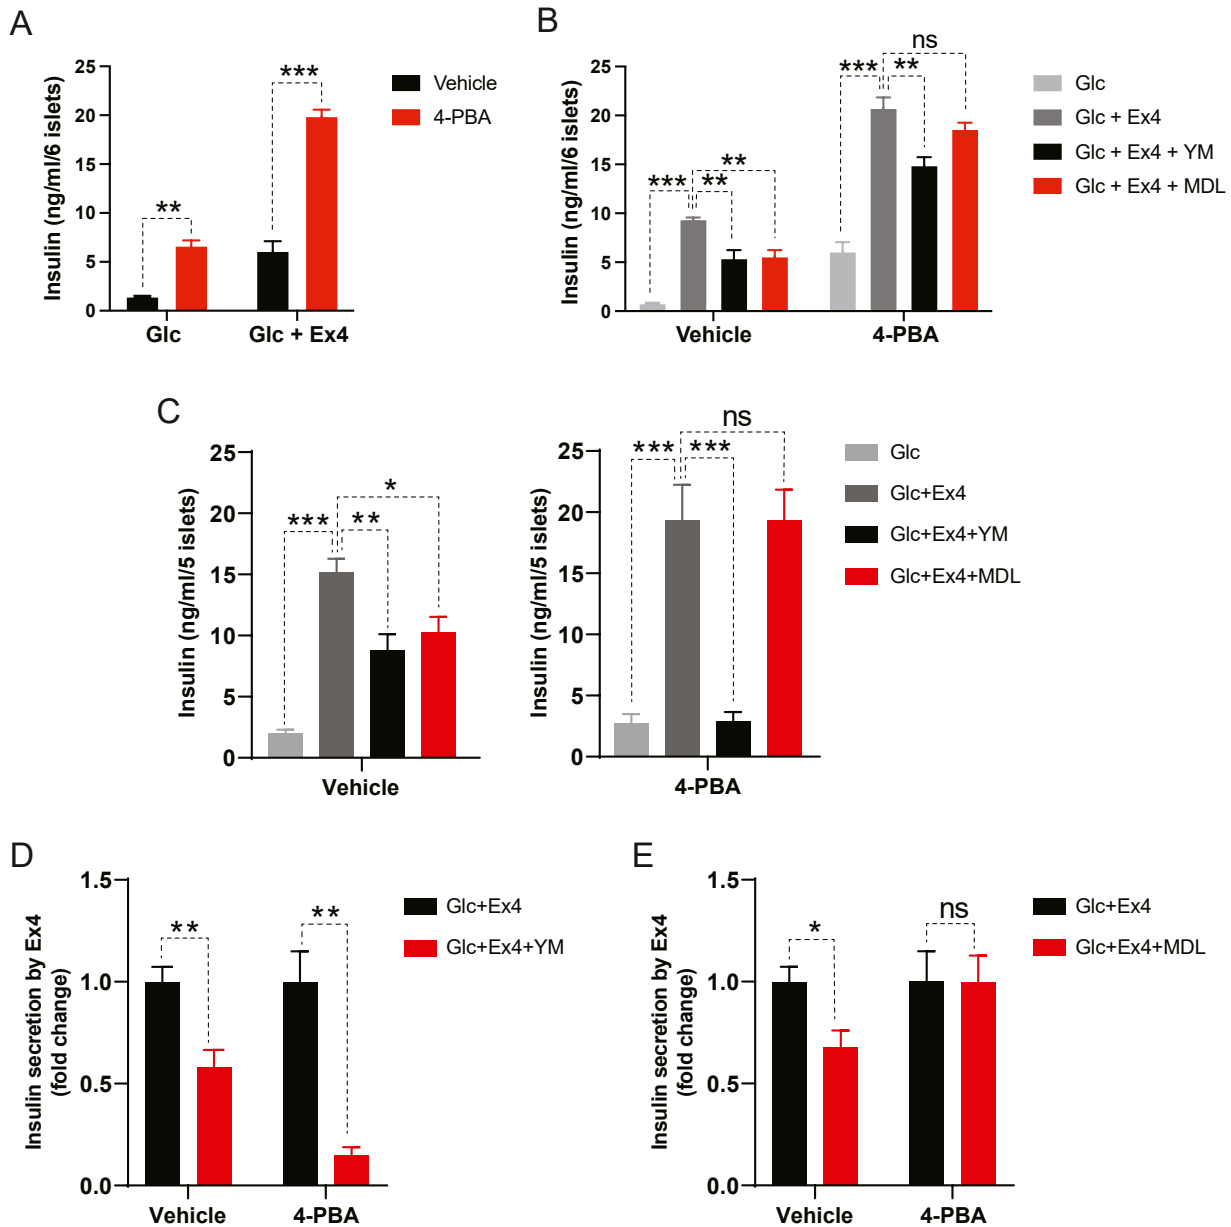 A
Insulin (ng/ml/6 islets)
25
20
15
10
5
0
**
***
Glc
Glc + Ex4
Vehicle
4-PBA
B
Insulin (ng/ml/6 islets)
25
20
15
10
5
0
***
**
**
***
**
ns
Vehicle
4-PBA
Glc
Glc + Ex4
Glc + Ex4 + YM
Glc + Ex4 + MDL
C
Insulin (ng/ml/5 islets)
25
20
15
10
5
0
***
**
*
Vehicle
Insulin (ng/ml/5 islets)
25
20
15
10
5
0
***
***
ns
4-PBA
Glc
Glc+Ex4
Glc+Ex4+YM
Glc+Ex4+MDL
D
Insulin secretion by Ex4
(fold change)
1.5
1.0
0.5
0.0
**
**
Vehicle
4-PBA
Glc+Ex4
Glc+Ex4+YM
E
Insulin secretion by Ex4
(fold change)
1.5
1.0
0.5
0.0
*
ns
Vehicle
4-PBA
Glc+Ex4
Glc+Ex4+MDL